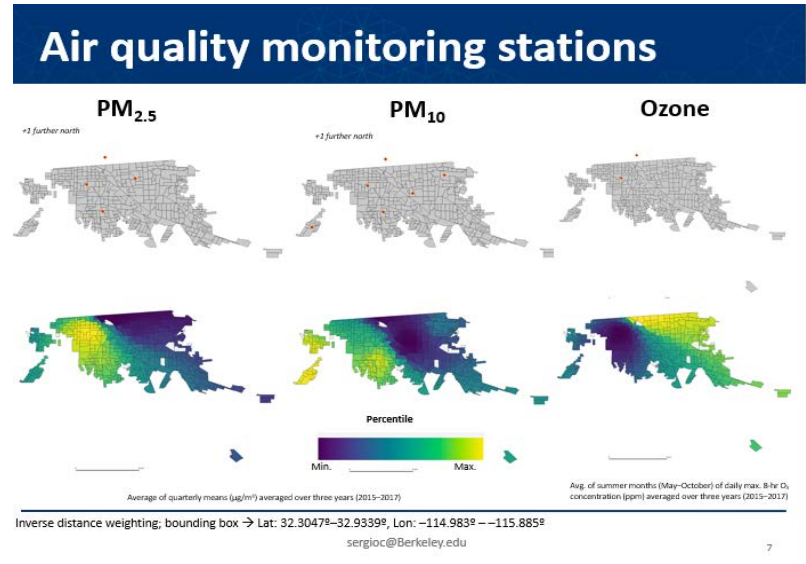 Air quality monitoring stations
PM2.5
PM10
Ozone
+1 further north
+1 further north
Percentile
Min.
Max.
Average of quarterly means (µg/m³) averaged over three years (2015–2017)
Avg. of summer months (May–October) of daily max. 8-hr O3
concentration (ppm) averaged over three years (2015–2017)
Inverse distance weighting; bounding box → Lat: 32.3047º–32.9339º, Lon: –114.983º – –115.885º
sergioc@Berkeley.edu
7